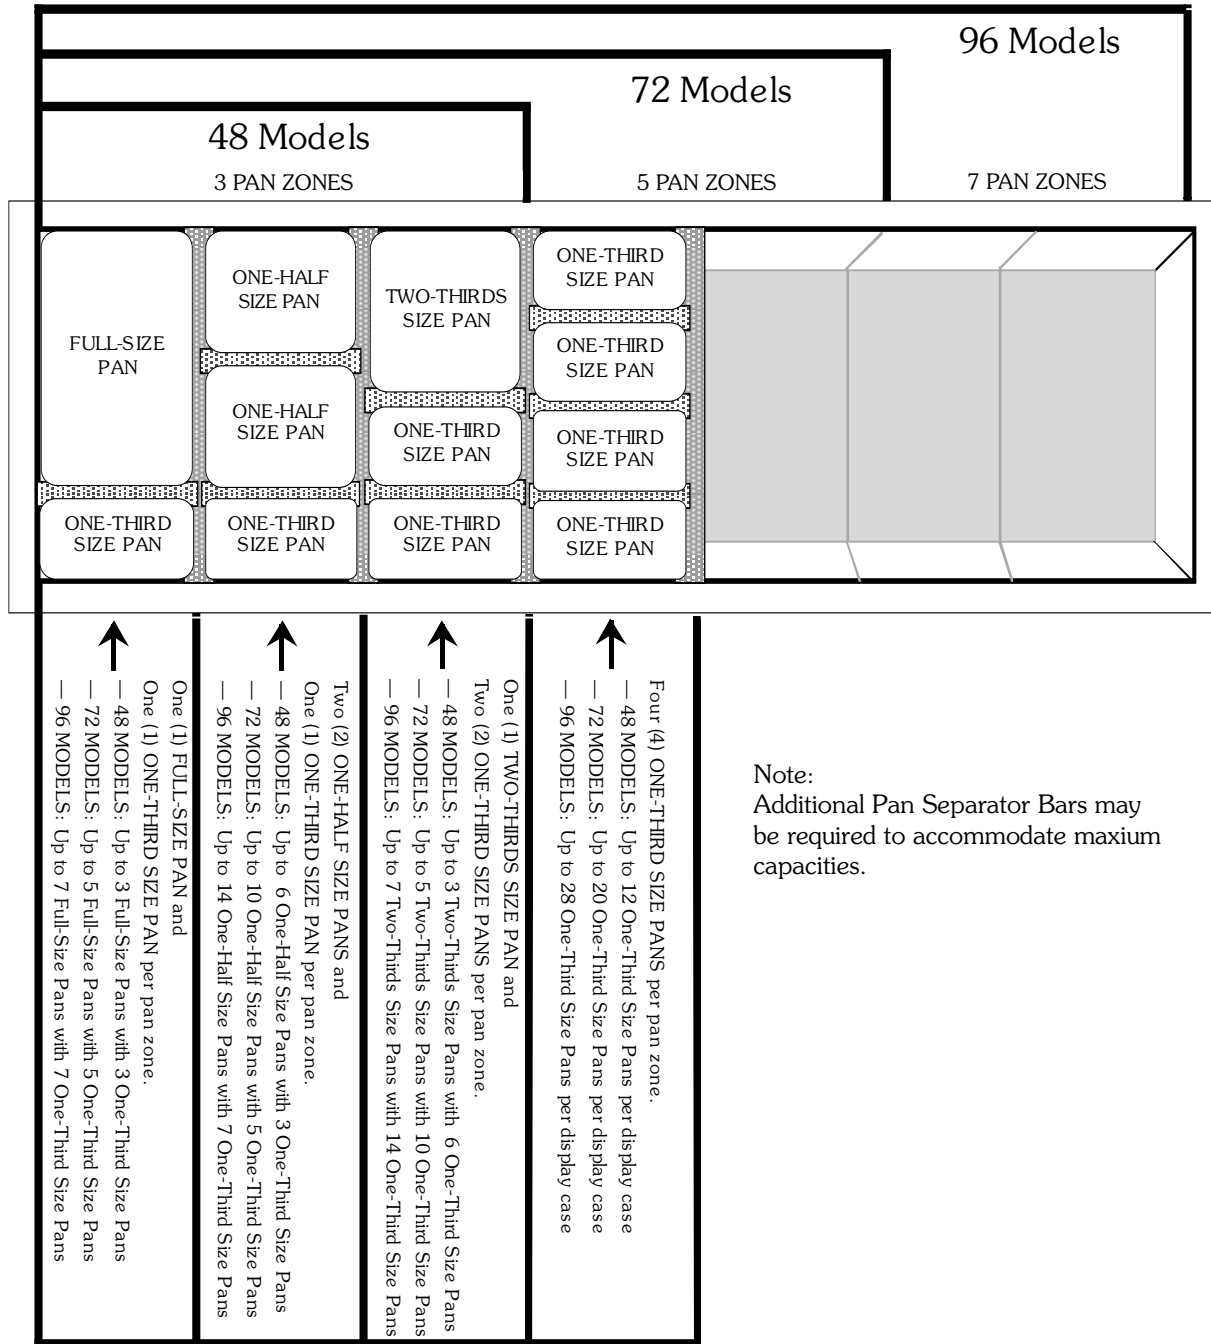 96 Models
72 Models
48 Models
3 PAN ZONES
5 PAN ZONES
7 PAN ZONES
FULL-SIZE
PAN
ONE-THIRD
SIZE PAN
ONE-HALF
SIZE PAN
ONE-HALF
SIZE PAN
ONE-THIRD
SIZE PAN
TWO-THIRDS
SIZE PAN
ONE-THIRD
SIZE PAN
ONE-THIRD
SIZE PAN
ONE-THIRD
SIZE PAN
ONE-THIRD
SIZE PAN
ONE-THIRD
SIZE PAN
ONE-THIRD
SIZE PAN
One (1) FULL-SIZE PAN and
One (1) ONE-THIRD SIZE PAN per pan zone.
— 48 MODELS: Up to 3 Full-Size Pans with 3 One-Third Size Pans
— 72 MODELS: Up to 5 Full-Size Pans with 5 One-Third Size Pans
— 96 MODELS: Up to 7 Full-Size Pans with 7 One-Third Size Pans
Two (2) ONE-HALF SIZE PANS and
One (1) ONE-THIRD SIZE PAN per pan zone.
— 48 MODELS: Up to 6 One-Half Size Pans with 3 One-Third Size Pans
— 72 MODELS: Up to 10 One-Half Size Pans with 5 One-Third Size Pans
— 96 MODELS: Up to 14 One-Half Size Pans with 7 One-Third Size Pans
One (1) TWO-THIRDS SIZE PAN and
Two (2) ONE-THIRD SIZE PANS per pan zone.
— 48 MODELS: Up to 3 Two-Thirds Size Pans with 6 One-Third Size Pans
— 72 MODELS: Up to 5 Two-Thirds Size Pans with 10 One-Third Size Pans
— 96 MODELS: Up to 7 Two-Thirds Size Pans with 14 One-Third Size Pans
Four (4) ONE-THIRD SIZE PANS per pan zone.
— 48 MODELS: Up to 12 One-Third Size Pans per display case
— 72 MODELS: Up to 20 One-Third Size Pans per display case
— 96 MODELS: Up to 28 One-Third Size Pans per display case
Note:
Additional Pan Separator Bars may
be required to accommodate maxium
capacities.